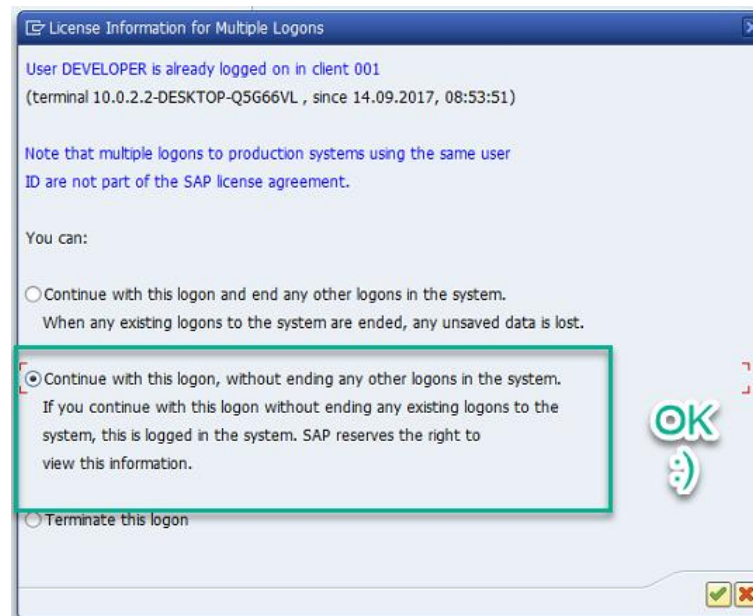 License Information for Multiple Logons
User DEVELOPER is already logged on in client 001
(terminal 10.0.2.2-DESKTOP-Q5G66VL , since 14.09.2017, 08:53:51)
Note that multiple logons to production systems using the same user
ID are not part of the SAP license agreement.
You can:
Continue with this logon and end any other logons in the system.
When any existing logons to the system are ended, any unsaved data is lost.
Continue with this logon, without ending any other logons in the system.
If you continue with this logon without ending any existing logons to the
system, this is logged in the system. SAP reserves the right to
view this information.
OK
:)
Terminate this logon